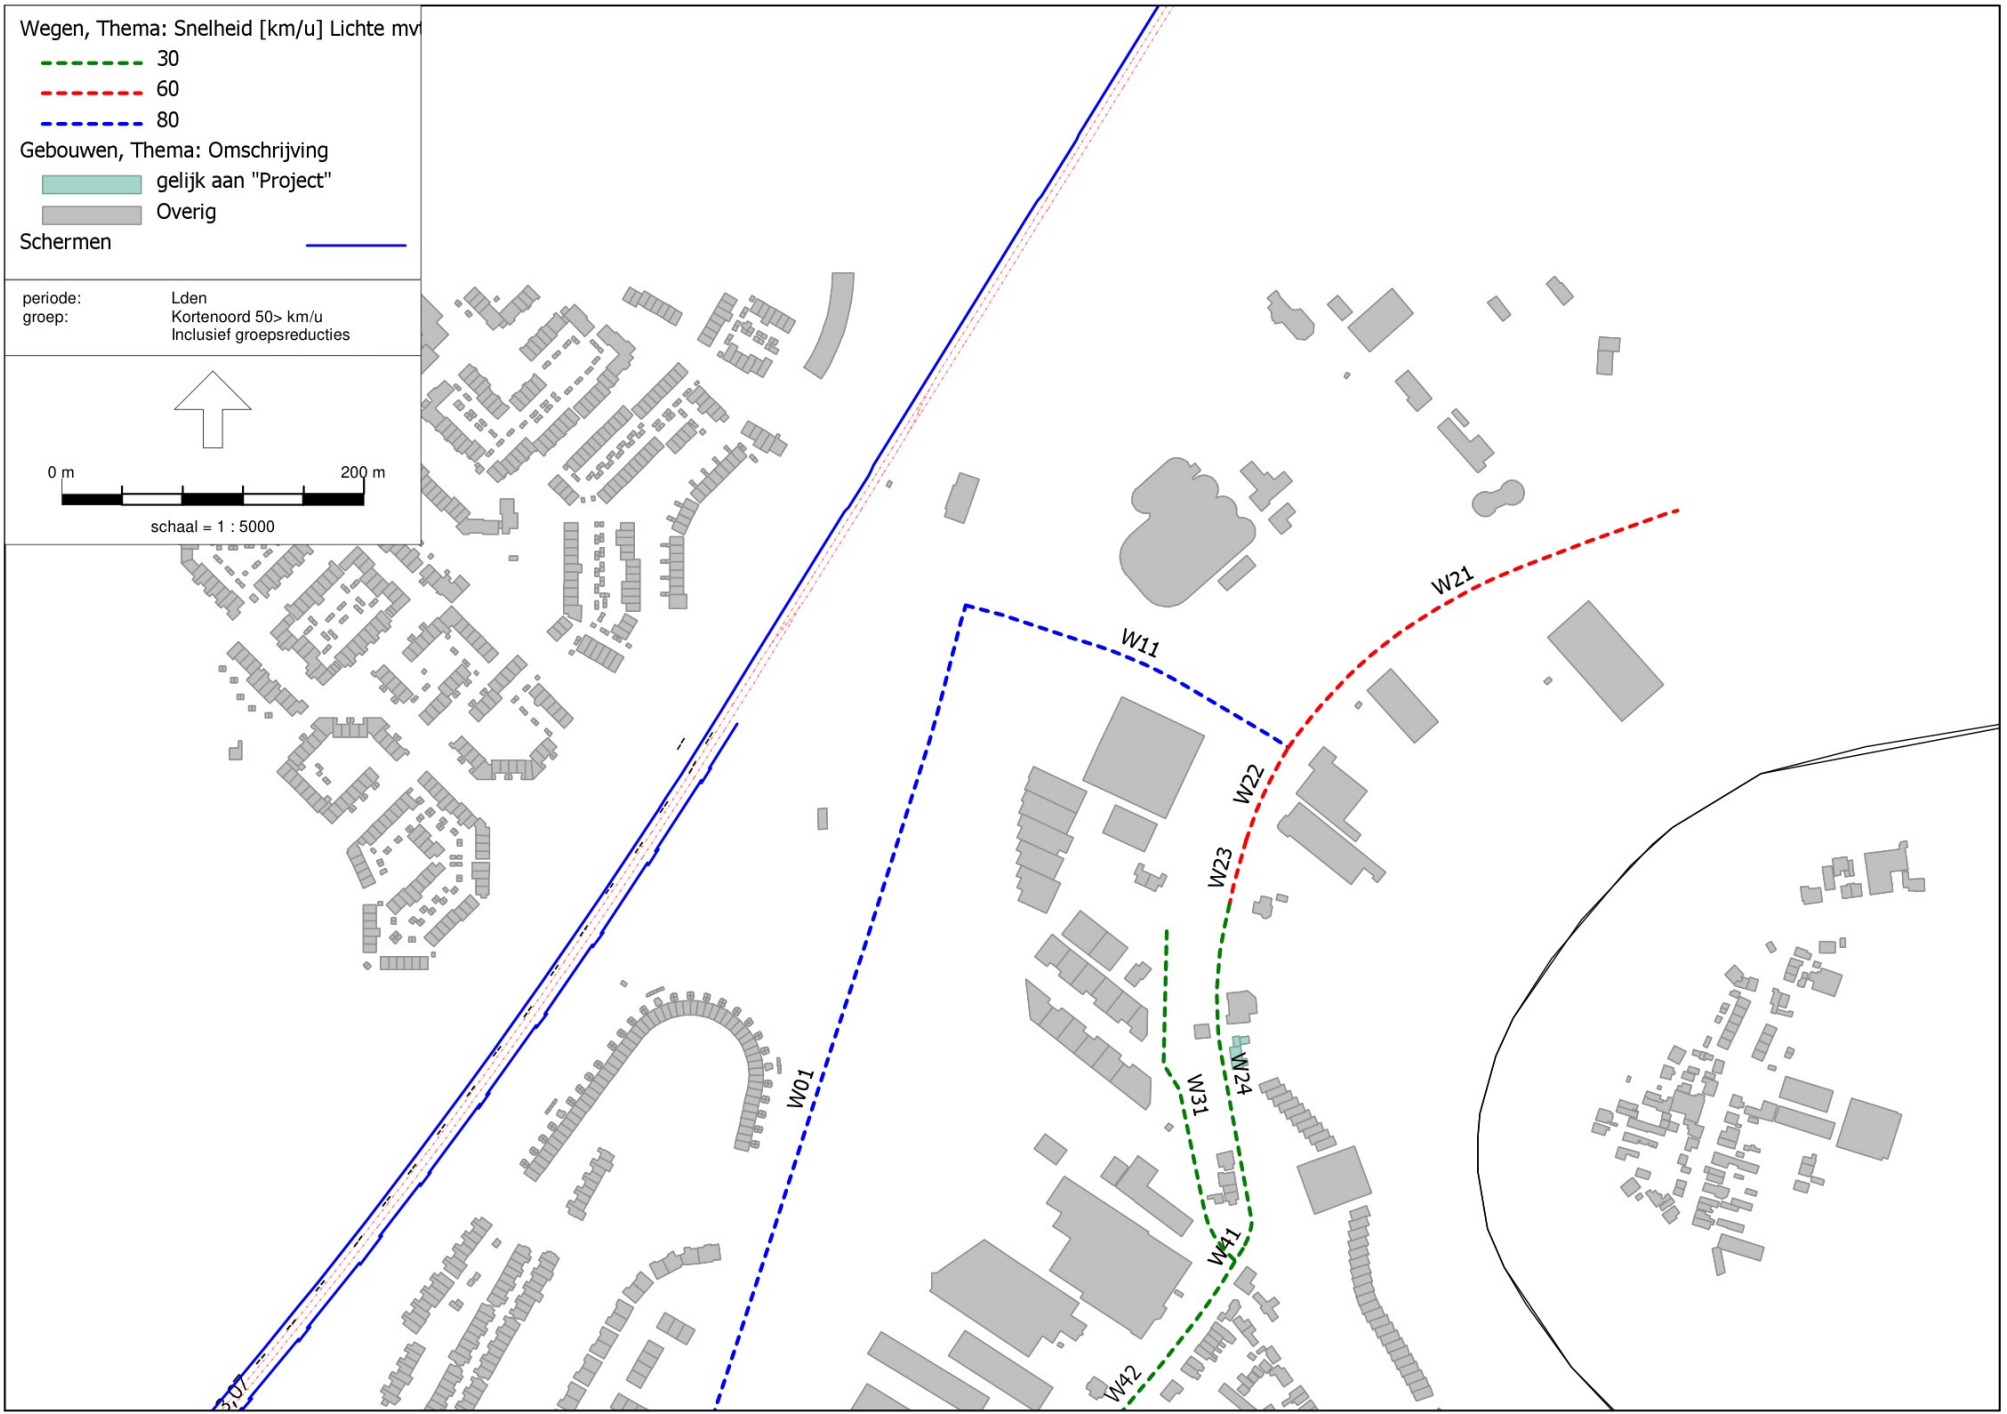 Wegen, Thema: Snelheid [km/u] Lichte mvt
30
60
80
Gebouwen, Thema: Omschrijving
gelijk aan "Project"
Overig
Schermen
periode: Lden
groep: Kortenoord 50> km/u
Inclusief groepsreducties
0 m 200 m
schaal = 1 : 5000
W21
W11
W22
W23
W24
W31
W01
W41
W42